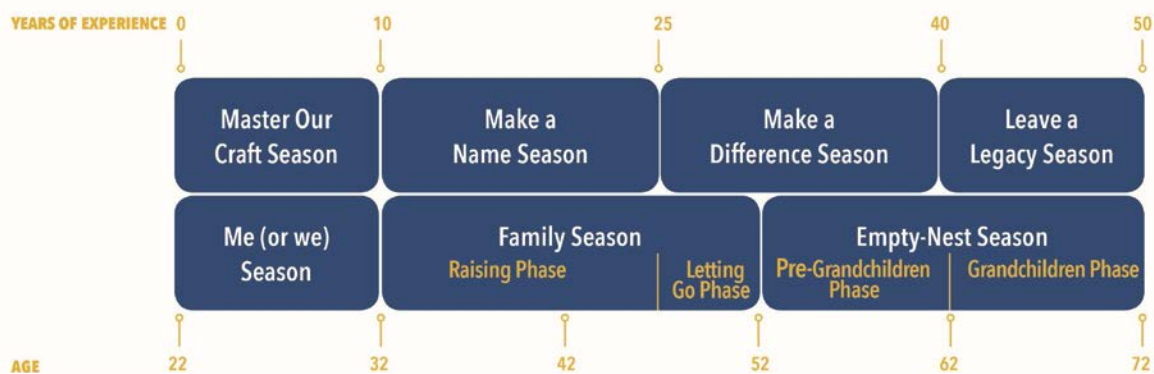 YEARS OF EXPERIENCE 0 10 25 40 50
Master Our
Craft Season
Make a
Name Season
Make a
Difference Season
Leave a
Legacy Season
Me (or we)
Season
Family Season
Raising Phase
Letting
Go Phase
Empty-Nest Season
Pre-Grandchildren
Phase
Grandchildren Phase
AGE 22 32 42 52 62 72